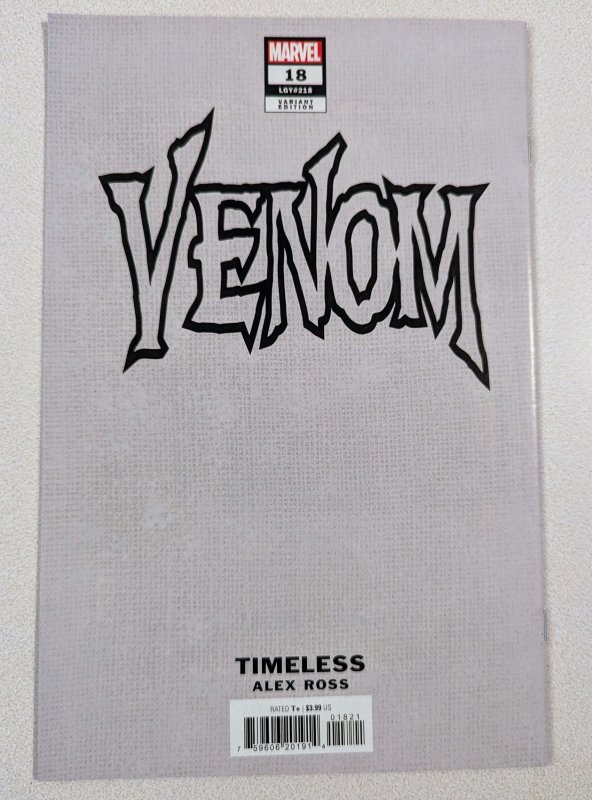 MARVEL
18
LGY#218
VARIANT
EDITION
VENOM
TIMELESS
ALEX ROSS
RATED T+ | $3.99 US
01821
7 59606 20191 4